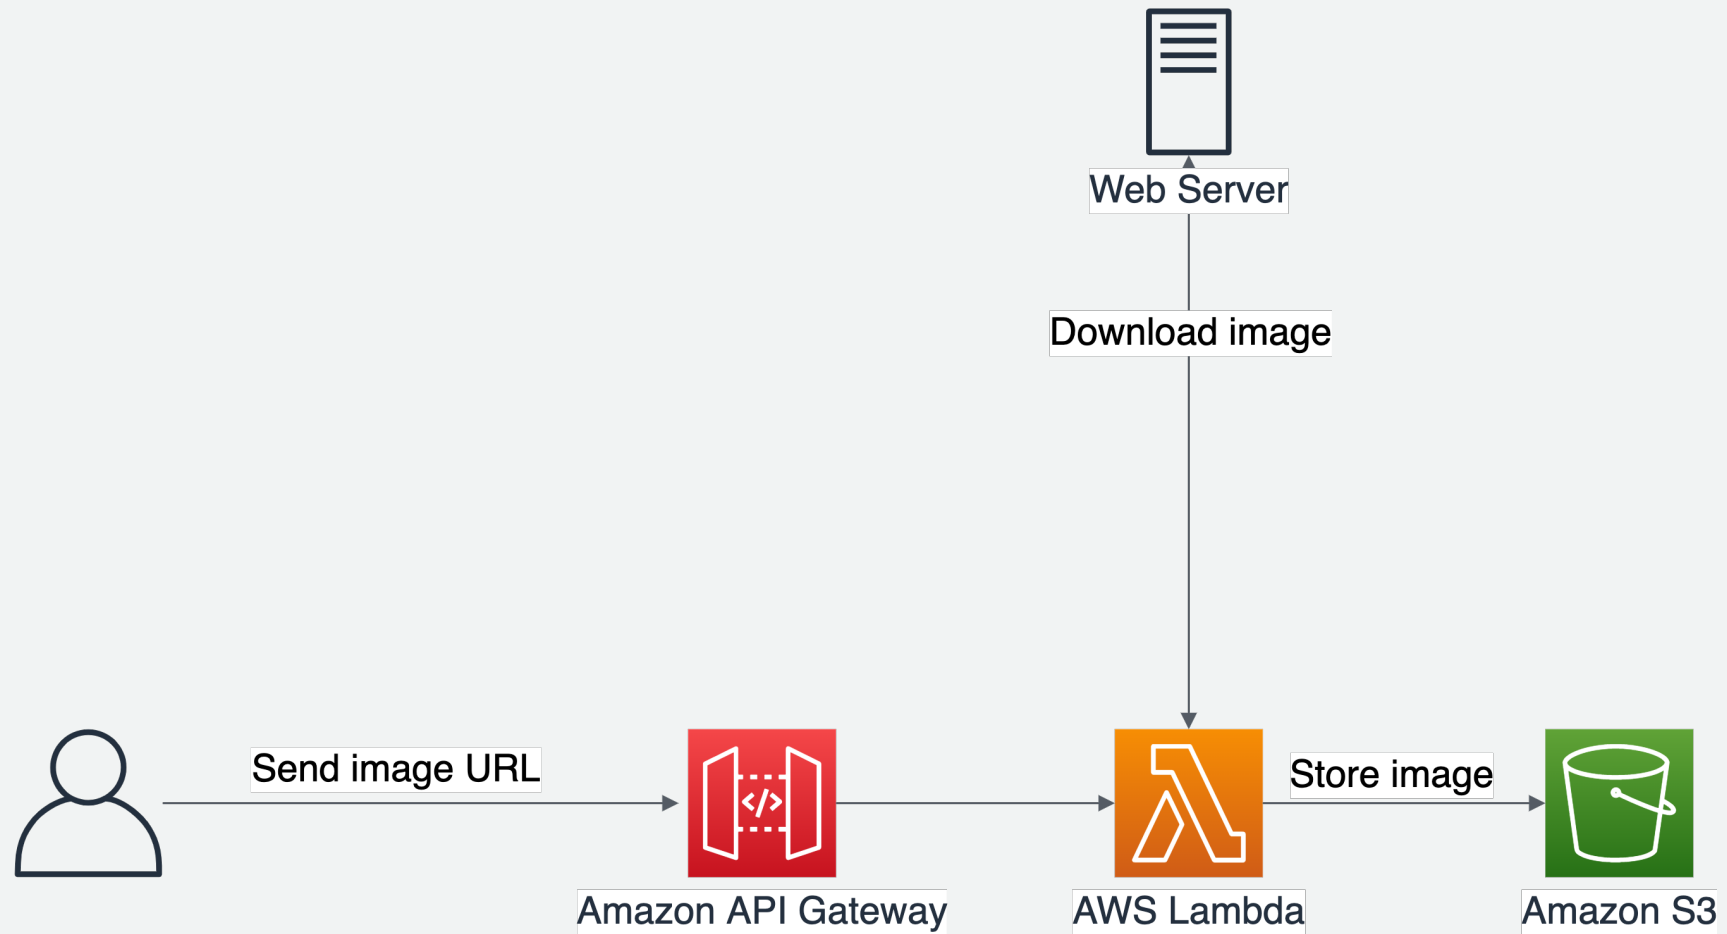 Web Server
Download image
Send image URL
Store image
</>
Amazon API Gateway
AWS Lambda
Amazon S3